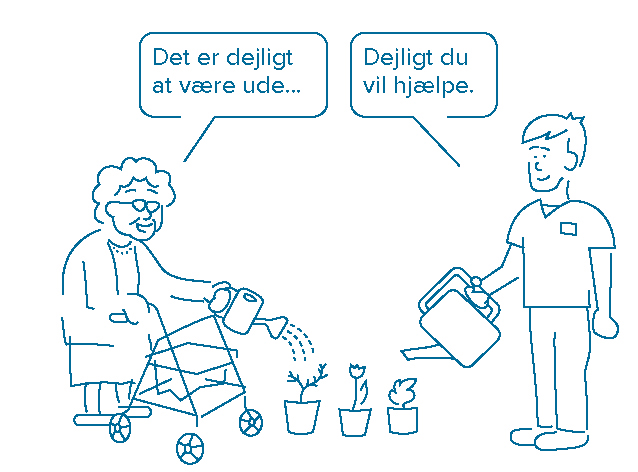 Det er dejligt
at være ude...
Dejligt du
vil hjælpe.